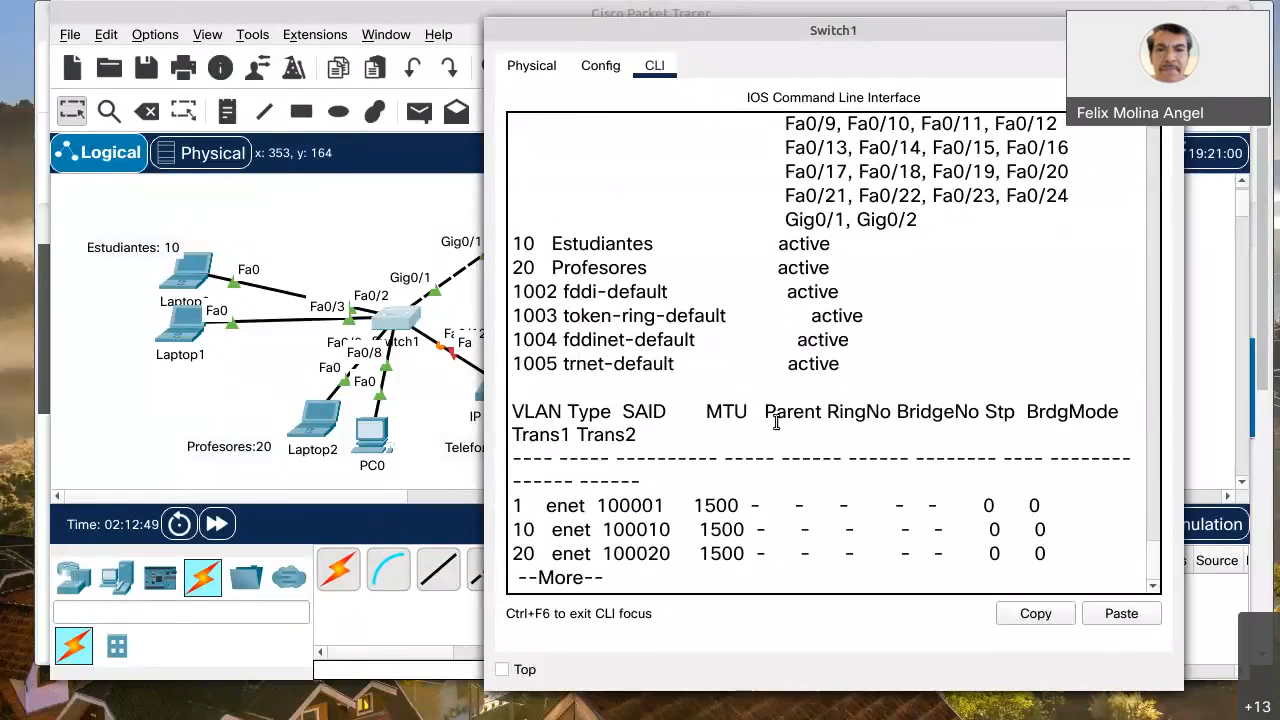 Cisco Packet Tracer
File Edit Options View Tools Extensions Window Help
Logical Physical x: 353, y: 164
19:21:00
Estudiantes: 10
Gig0/1
Fa0
Gig0/1
Fa0/2
Fa0/3
Fa0
Laptop1
Fa0/8
Fa0
Fa0
Fa
IP
Profesores:20
Laptop2
PC0
Telefo
Time: 02:12:49
mulation
Source
Switch1
Physical Config CLI
IOS Command Line Interface
Fa0/9, Fa0/10, Fa0/11, Fa0/12
Fa0/13, Fa0/14, Fa0/15, Fa0/16
Fa0/17, Fa0/18, Fa0/19, Fa0/20
Fa0/21, Fa0/22, Fa0/23, Fa0/24
Gig0/1, Gig0/2
10 Estudiantes active
20 Profesores active
1002 fddi-default active
1003 token-ring-default active
1004 fddinet-default active
1005 trnet-default active
VLAN Type SAID MTU Parent RingNo BridgeNo Stp BrdgMode
Trans1 Trans2
---- ----- ---------- ----- ------ ------ -------- ---- --------
------ ------
1 enet 100001 1500 - - - - - 0 0
10 enet 100010 1500 - - - - - 0 0
20 enet 100020 1500 - - - - - 0 0
--More--
Ctrl+F6 to exit CLI focus
Copy
Paste
Top
Felix Molina Angel
+13